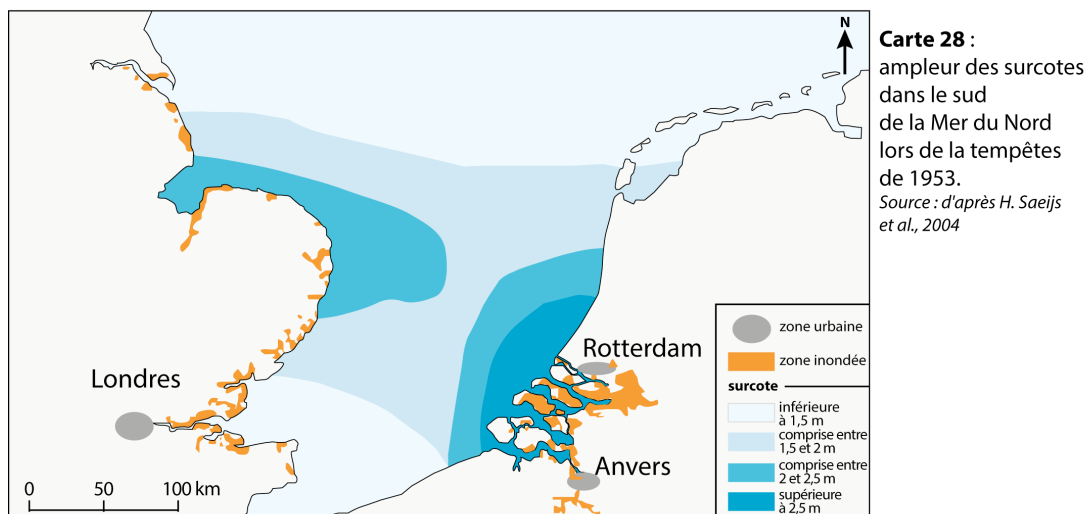 N
Carte 28 :
ampleur des surcotes
dans le sud
de la Mer du Nord
lors de la tempêtes
de 1953.
Source : d'après H. Saeijs
et al., 2004
Londres
Rotterdam
Anvers
0 50 100 km
zone urbaine
zone inondée
surcote
inférieure
à 1,5 m
comprise entre
1,5 et 2 m
comprise entre
2 et 2,5 m
supérieure
à 2,5 m